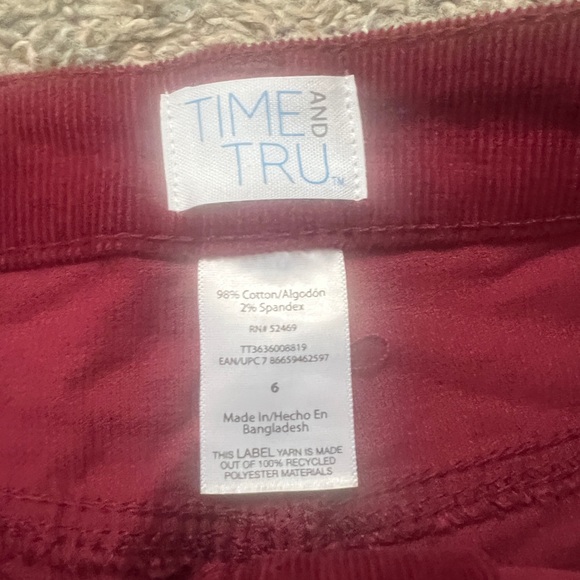 TIME AND
TRU™
98% Cotton/Algodón
2% Spandex
RN# 52469
TT3636008819
EAN/UPC 7 86659462597
6
Made In/Hecho En
Bangladesh
THIS LABEL YARN IS MADE
OUT OF 100% RECYCLED
POLYESTER MATERIALS